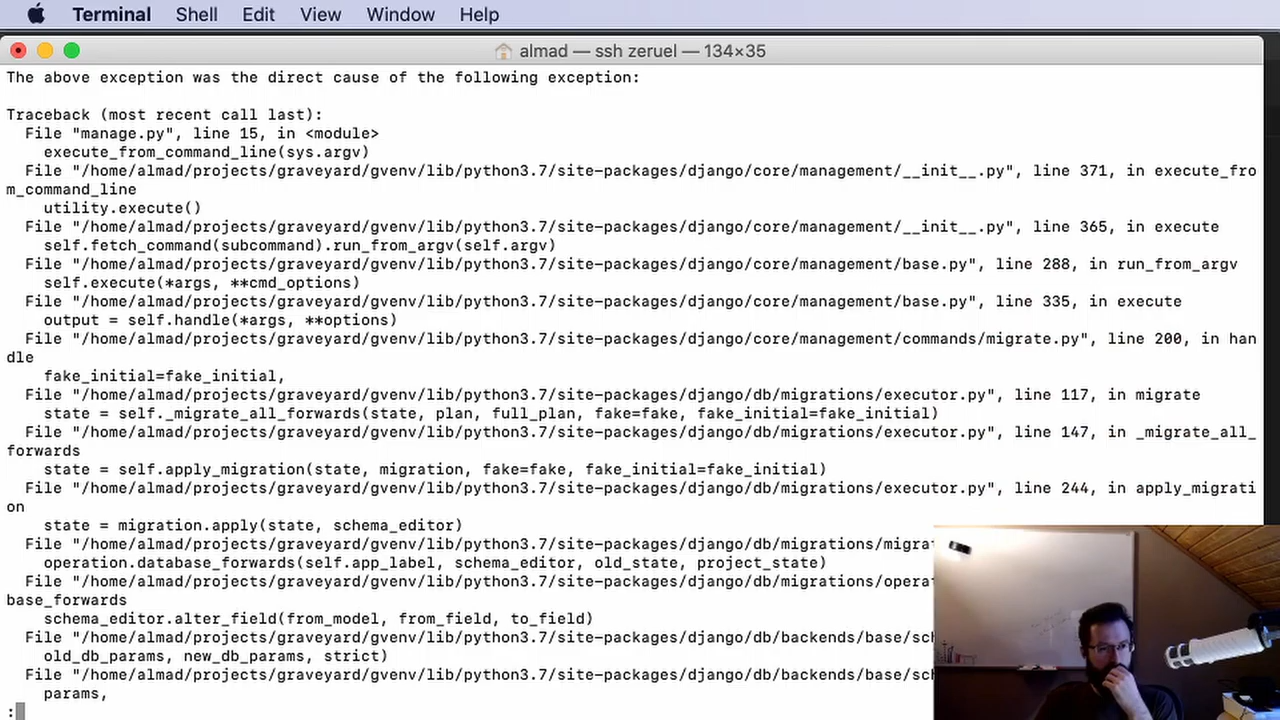 Terminal Shell Edit View Window Help
almad — ssh zeruel — 134×35
The above exception was the direct cause of the following exception:
Traceback (most recent call last):
File "manage.py", line 15, in <module>
execute_from_command_line(sys.argv)
File "/home/almad/projects/graveyard/gvenv/lib/python3.7/site-packages/django/core/management/__init__.py", line 371, in execute_fro
m_command_line
utility.execute()
File "/home/almad/projects/graveyard/gvenv/lib/python3.7/site-packages/django/core/management/__init__.py", line 365, in execute
self.fetch_command(subcommand).run_from_argv(self.argv)
File "/home/almad/projects/graveyard/gvenv/lib/python3.7/site-packages/django/core/management/base.py", line 288, in run_from_argv
self.execute(*args, **cmd_options)
File "/home/almad/projects/graveyard/gvenv/lib/python3.7/site-packages/django/core/management/base.py", line 335, in execute
output = self.handle(*args, **options)
File "/home/almad/projects/graveyard/gvenv/lib/python3.7/site-packages/django/core/management/commands/migrate.py", line 200, in han
dle
fake_initial=fake_initial,
File "/home/almad/projects/graveyard/gvenv/lib/python3.7/site-packages/django/db/migrations/executor.py", line 117, in migrate
state = self._migrate_all_forwards(state, plan, full_plan, fake=fake, fake_initial=fake_initial)
File "/home/almad/projects/graveyard/gvenv/lib/python3.7/site-packages/django/db/migrations/executor.py", line 147, in _migrate_all_
forwards
state = self.apply_migration(state, migration, fake=fake, fake_initial=fake_initial)
File "/home/almad/projects/graveyard/gvenv/lib/python3.7/site-packages/django/db/migrations/executor.py", line 244, in apply_migrati
on
state = migration.apply(state, schema_editor)
File "/home/almad/projects/graveyard/gvenv/lib/python3.7/site-packages/django/db/migrations/migrat
operation.database_forwards(self.app_label, schema_editor, old_state, project_state)
File "/home/almad/projects/graveyard/gvenv/lib/python3.7/site-packages/django/db/migrations/operat
base_forwards
schema_editor.alter_field(from_model, from_field, to_field)
File "/home/almad/projects/graveyard/gvenv/lib/python3.7/site-packages/django/db/backends/base/sch
old_db_params, new_db_params, strict)
File "/home/almad/projects/graveyard/gvenv/lib/python3.7/site-packages/django/db/backends/base/sch
params,
: